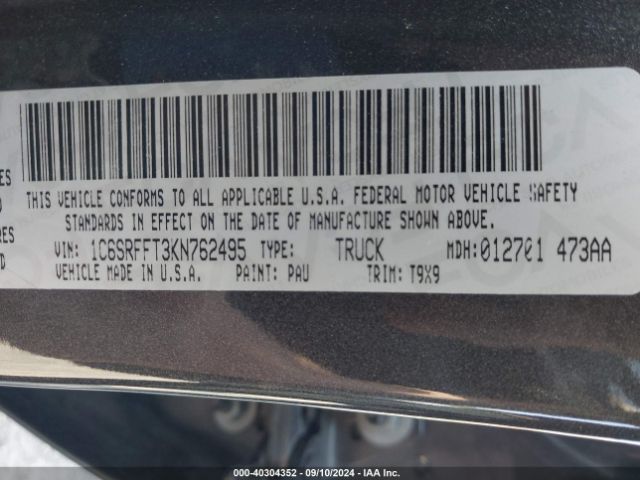 ES
THIS VEHICLE CONFORMS TO ALL APPLICABLE U.S.A. FEDERAL MOTOR VEHICLE SAFETY
RES
STANDARDS IN EFFECT ON THE DATE OF MANUFACTURE SHOWN ABOVE.
D
VIN: 1C6SRFFT3KN762495 TYPE: TRUCK MDH:012701 473AA
VEHICLE MADE IN U.S.A. PAINT: PAU TRIM: T9X9
000-40304352 // 09/10/2024 // IAA Inc.